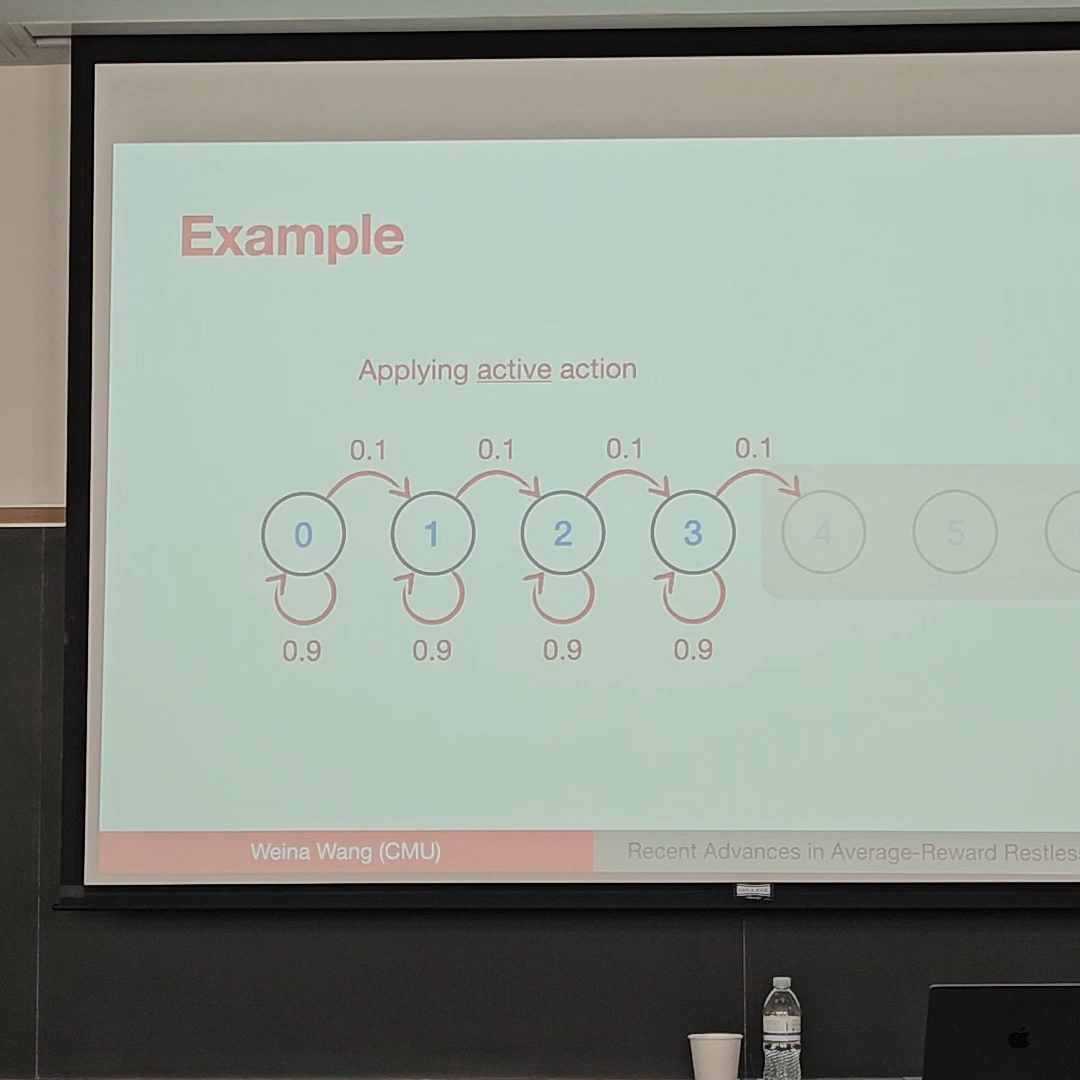 Example
Applying active action
0.1 0.1 0.1 0.1
0 1 2 3 4 5
0.9 0.9 0.9 0.9
Weina Wang (CMU)
Recent Advances in Average-Reward